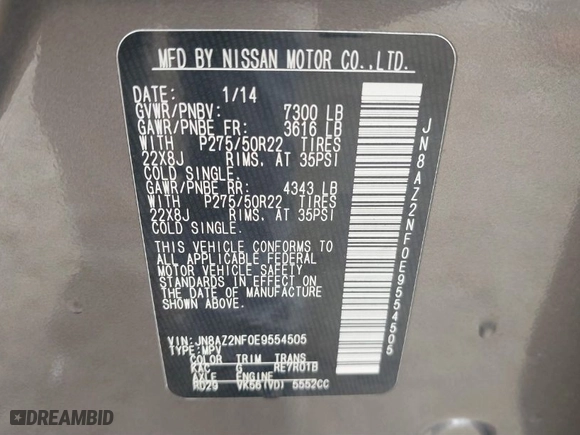 MFD BY NISSAN MOTOR CO.,LTD.
DATE: 1/14
GVWR/PNBV: 7300 LB
GAWR/PNBE FR: 3616 LB
WITH P275/50R22 TIRES
22X8J RIMS, AT 35PSI
COLD SINGLE.
GAWR/PNBE RR: 4343 LB
WITH P275/50R22 TIRES
22X8J RIMS, AT 35PSI
COLD SINGLE.
THIS VEHICLE CONFORMS TO
ALL APPLICABLE FEDERAL
MOTOR VEHICLE SAFETY
STANDARDS IN EFFECT ON
THE DATE OF MANUFACTURE
SHOWN ABOVE.
VIN:JN8AZ2NF0E9554505
TYPE:MPV
COLOR TRIM TRANS
KAC G RE7R01B
AXLE ENGINE
R029 VK56(VD) 5552CC
JN8AZ2NF0E9554505
DREAMBID